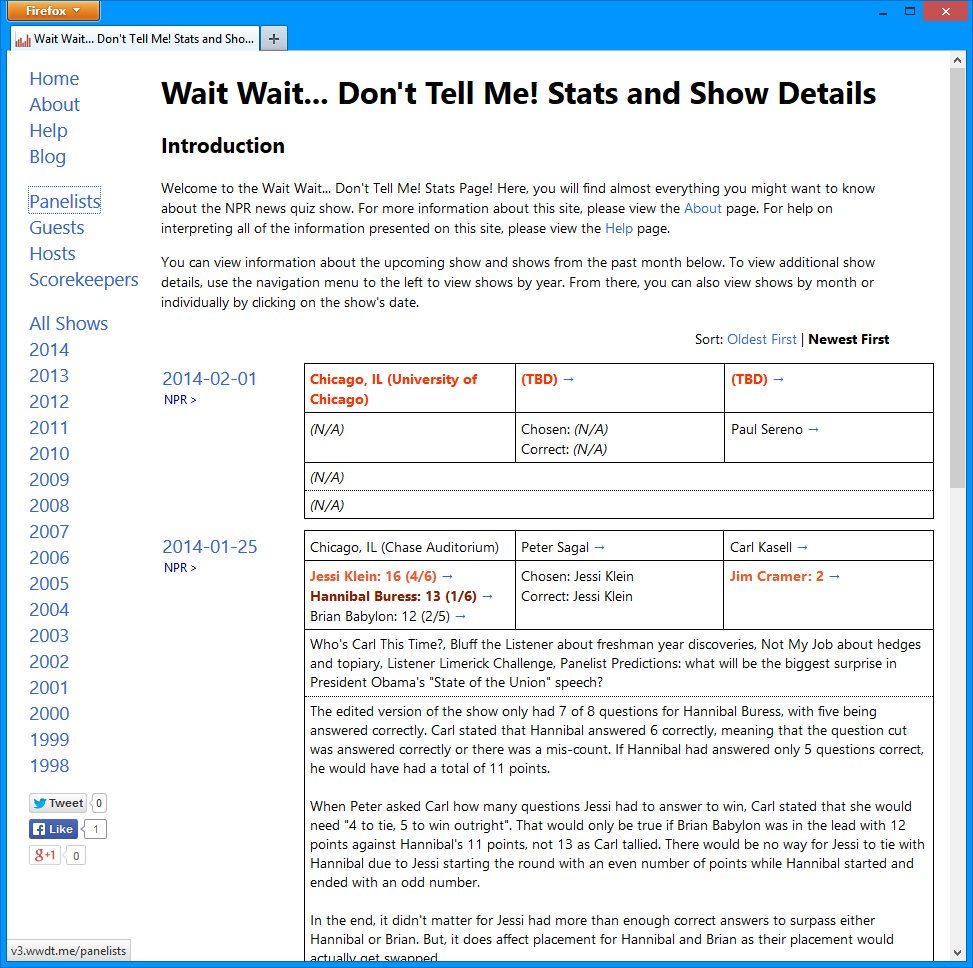 Firefox
Wait Wait... Don't Tell Me! Stats and Sho...
Home
About
Help
Blog
Panelists
Guests
Hosts
Scorekeepers
All Shows
2014
2013
2012
2011
2010
2009
2008
2007
2006
2005
2004
2003
2002
2001
2000
1999
1998
Tweet 0
Like 1
g+1 0
Wait Wait... Don't Tell Me! Stats and Show Details
Introduction
Welcome to the Wait Wait... Don't Tell Me! Stats Page! Here, you will find almost everything you might want to know
about the NPR news quiz show. For more information about this site, please view the About page. For help on
interpreting all of the information presented on this site, please view the Help page.
You can view information about the upcoming show and shows from the past month below. To view additional show
details, use the navigation menu to the left to view shows by year. From there, you can also view shows by month or
individually by clicking on the show's date.
Sort: Oldest First | Newest First
2014-02-01
NPR >
Chicago, IL (University of
Chicago)
(TBD) →
(TBD) →
(N/A)
Chosen: (N/A)
Correct: (N/A)
Paul Sereno →
(N/A)
(N/A)
2014-01-25
NPR >
Chicago, IL (Chase Auditorium)
Peter Sagal →
Carl Kasell →
Jessi Klein: 16 (4/6) →
Hannibal Buress: 13 (1/6) →
Brian Babylon: 12 (2/5) →
Chosen: Jessi Klein
Correct: Jessi Klein
Jim Cramer: 2 →
Who's Carl This Time?, Bluff the Listener about freshman year discoveries, Not My Job about hedges
and topiary, Listener Limerick Challenge, Panelist Predictions: what will be the biggest surprise in
President Obama's "State of the Union" speech?
The edited version of the show only had 7 of 8 questions for Hannibal Buress, with five being
answered correctly. Carl stated that Hannibal answered 6 correctly, meaning that the question cut
was answered correctly or there was a mis-count. If Hannibal had answered only 5 questions correct,
he would have had a total of 11 points.
When Peter asked Carl how many questions Jessi had to answer to win, Carl stated that she would
need "4 to tie, 5 to win outright". That would only be true if Brian Babylon was in the lead with 12
points against Hannibal's 11 points, not 13 as Carl tallied. There would be no way for Jessi to tie with
Hannibal due to Jessi starting the round with an even number of points while Hannibal started and
ended with an odd number.
In the end, it didn't matter for Jessi had more than enough correct answers to surpass either
Hannibal or Brian. But, it does affect placement for Hannibal and Brian as their placement would
actually get swapped.
v3.wwdt.me/panelists